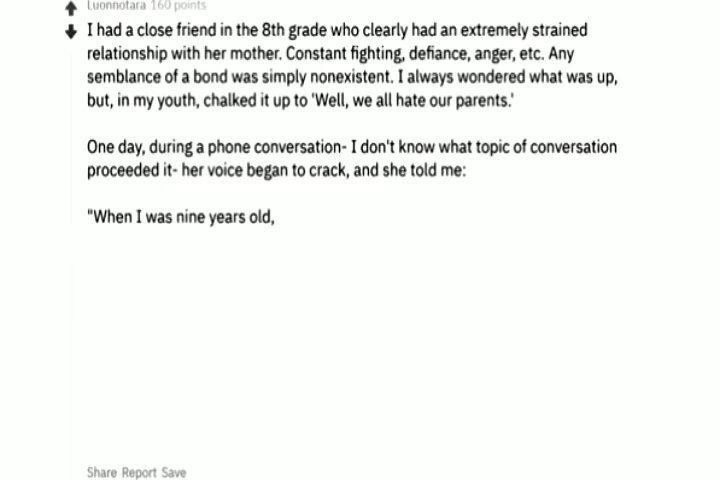 Luonnotara 160 points
I had a close friend in the 8th grade who clearly had an extremely strained
relationship with her mother. Constant fighting, defiance, anger, etc. Any
semblance of a bond was simply nonexistent. I always wondered what was up,
but, in my youth, chalked it up to 'Well, we all hate our parents.'
One day, during a phone conversation- I don't know what topic of conversation
proceeded it- her voice began to crack, and she told me:
"When I was nine years old,
Share Report Save